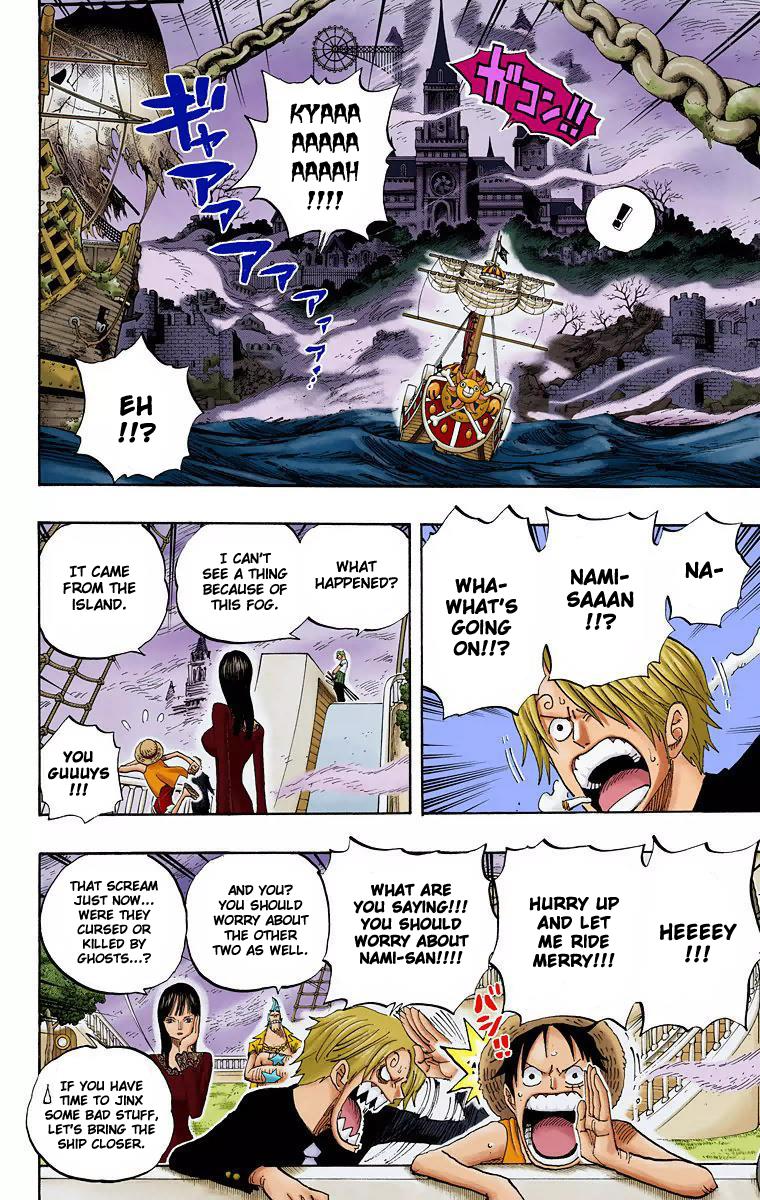 ガコン!!
!
KYAAA
AAAAA
AAAAH
!!!!
ギャアアアアアアア…
EH
!!?
NA-
NAMI-
SAAAN
!!?
WHA-
WHAT'S
GOING
ON!!?
WHAT
HAPPENED?
I CAN'T
SEE A THING
BECAUSE OF
THIS FOG.
IT CAME
FROM THE
ISLAND.
YOU
GUUUYS
!!!
HEEEEY
!!!
HURRY UP
AND LET
ME RIDE
MERRY!!!
WHAT ARE
YOU SAYING!!!
YOU SHOULD
WORRY ABOUT
NAMI-SAN!!!!
バシ!!
AND YOU?
YOU SHOULD
WORRY ABOUT
THE OTHER
TWO AS WELL.
THAT SCREAM
JUST NOW...
WERE THEY
CURSED OR
KILLED BY
GHOSTS...?
IF YOU HAVE
TIME TO JINX
SOME BAD STUFF,
LET'S BRING THE
SHIP CLOSER.